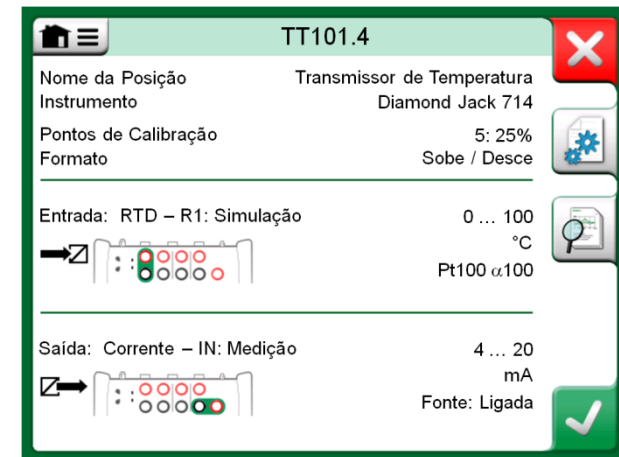 TT101.4
Nome da Posição Transmissor de Temperatura
Instrumento Diamond Jack 714
Pontos de Calibração 5: 25%
Formato Sobe / Desce
Entrada: RTD – R1: Simulação 0 ... 100
°C
Pt100 α100
Saída: Corrente – IN: Medição 4 ... 20
mA
Fonte: Ligada